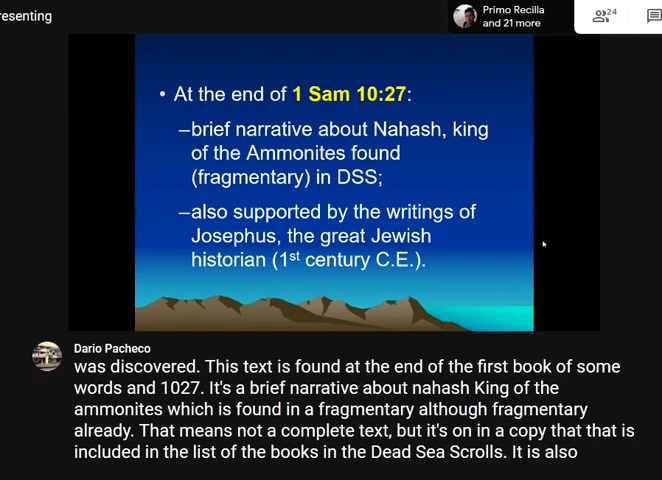 resenting
Primo Recilla
and 21 more
24
• At the end of 1 Sam 10:27:
–brief narrative about Nahash, king
of the Ammonites found
(fragmentary) in DSS;
–also supported by the writings of
Josephus, the great Jewish
historian (1st century C.E.).
Dario Pacheco
was discovered. This text is found at the end of the first book of some
words and 1027. It's a brief narrative about nahash King of the
ammonites which is found in a fragmentary although fragmentary
already. That means not a complete text, but it's on in a copy that that is
included in the list of the books in the Dead Sea Scrolls. It is also